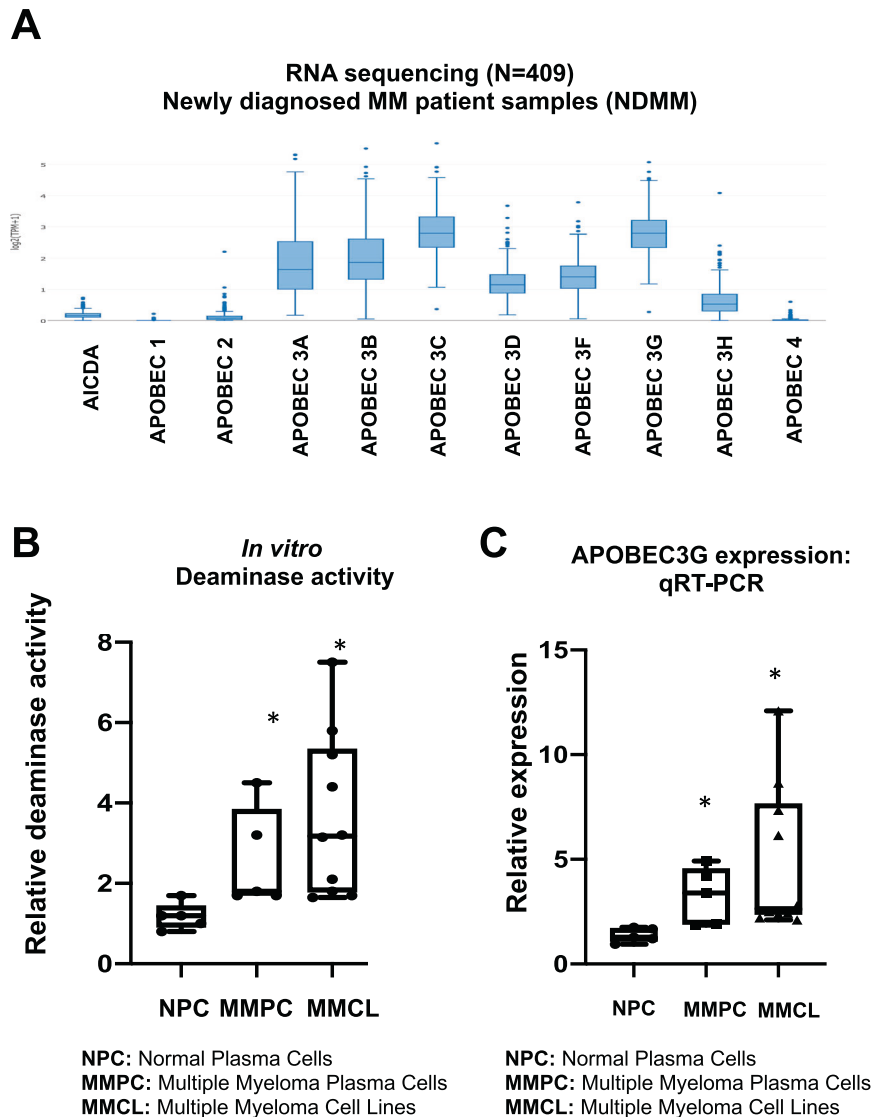 A
RNA sequencing (N=409)
Newly diagnosed MM patient samples (NDMM)
log2(TPM+1)
5
4
3
2
1
0
AICDA
APOBEC 1
APOBEC 2
APOBEC 3A
APOBEC 3B
APOBEC 3C
APOBEC 3D
APOBEC 3F
APOBEC 3G
APOBEC 3H
APOBEC 4
B
In vitro
Deaminase activity
Relative deaminase activity
8
6
4
2
0
*
*
NPC MMPC MMCL
NPC: Normal Plasma Cells
MMPC: Multiple Myeloma Plasma Cells
MMCL: Multiple Myeloma Cell Lines
C
APOBEC3G expression:
qRT-PCR
Relative expression
15
10
5
0
*
*
NPC MMPC MMCL
NPC: Normal Plasma Cells
MMPC: Multiple Myeloma Plasma Cells
MMCL: Multiple Myeloma Cell Lines